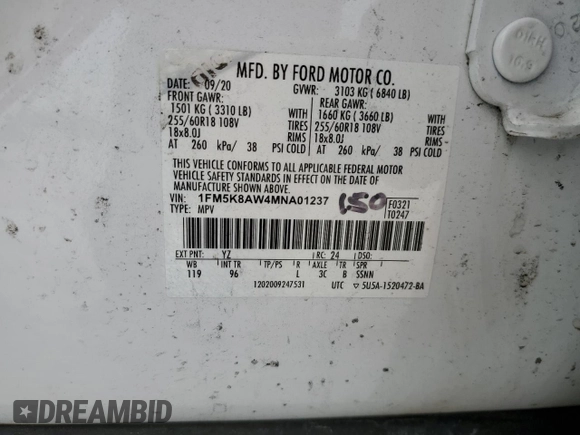 MFD. BY FORD MOTOR CO.
DATE: 09/20 GVWR: 3103 KG ( 6840 LB)
FRONT GAWR: REAR GAWR:
1501 KG ( 3310 LB) 1660 KG ( 3660 LB)
255/60R18 108V TIRES 255/60R18 108V TIRES
18x8.0J RIMS 18x8.0J RIMS
AT 260 kPa/ 38 PSI COLD AT 260 kPa/ 38 PSI COLD
THIS VEHICLE CONFORMS TO ALL APPLICABLE FEDERAL MOTOR
VEHICLE SAFETY STANDARDS IN EFFECT ON THE DATE OF
MANUFACTURE SHOWN ABOVE.
VIN: 1FM5K8AW4MNA01237
TYPE: MPV
150
F0321
T0247
EXT PNT: YZ RC: 24 DSO:
WB INT TR TP/PS R AXLE TR SPR
119 96 L 3C B SSNN
1202009247531 UTC ▽ 5U5A-1520472-BA
DREAMBID